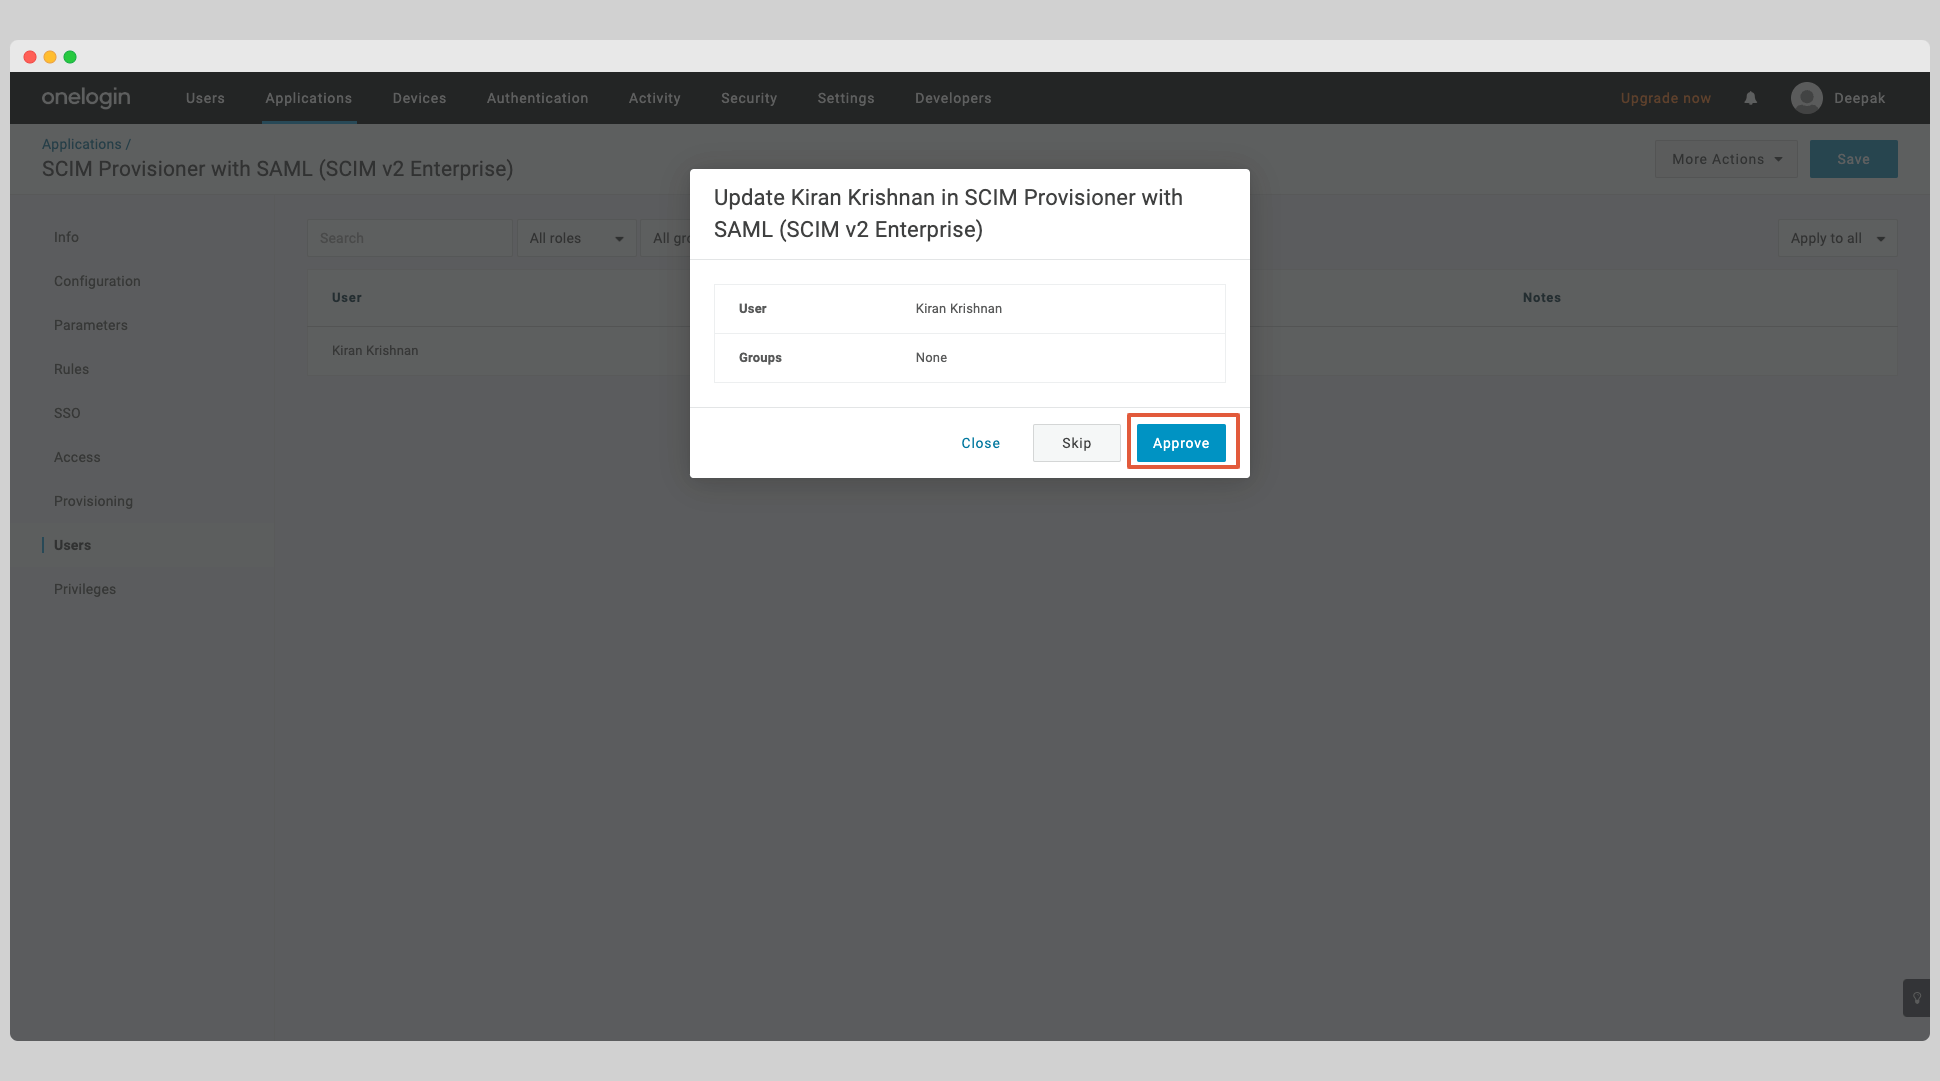 onelogin
Users
Applications
Devices
Authentication
Activity
Security
Settings
Developers
Upgrade now
Deepak
Applications /
SCIM Provisioner with SAML (SCIM v2 Enterprise)
More Actions
Save
Info
Configuration
Parameters
Rules
SSO
Access
Provisioning
Users
Privileges
Search
All roles
All gro
Apply to all
User
Notes
Kiran Krishnan
Update Kiran Krishnan in SCIM Provisioner with
SAML (SCIM v2 Enterprise)
User Kiran Krishnan
Groups None
Close
Skip
Approve